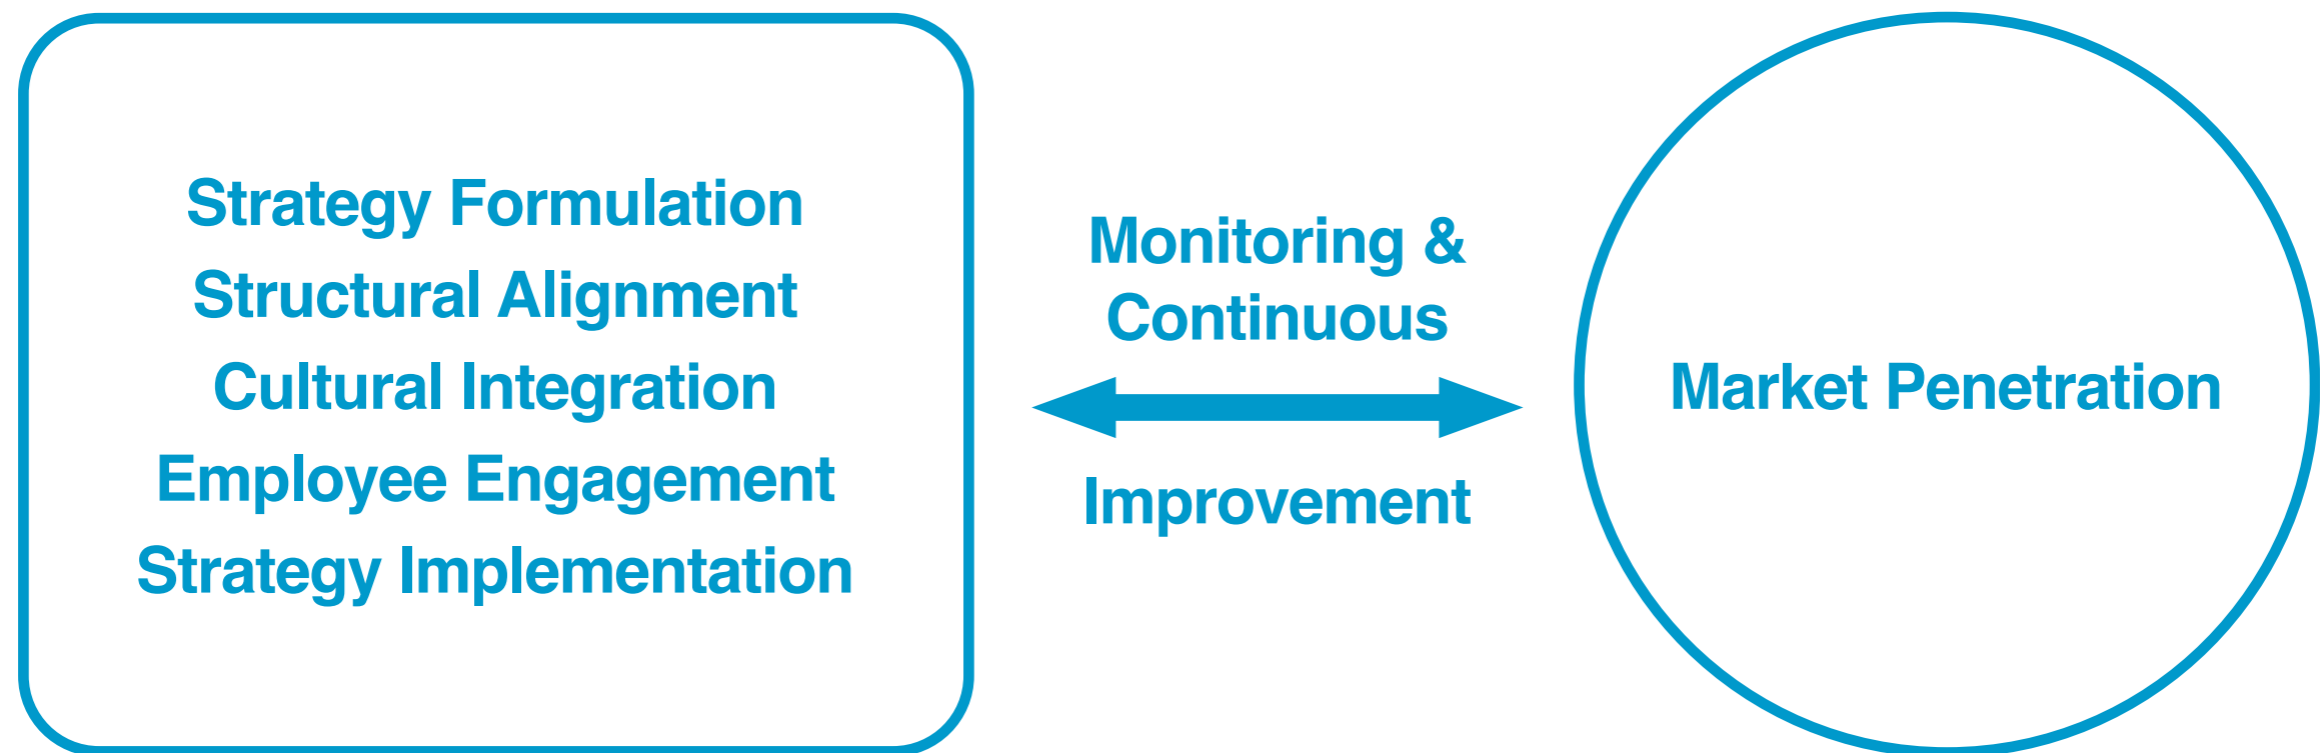 Strategy Formulation
Structural Alignment
Cultural Integration
Employee Engagement
Strategy Implementation
Monitoring &
Continuous
Improvement
Market Penetration